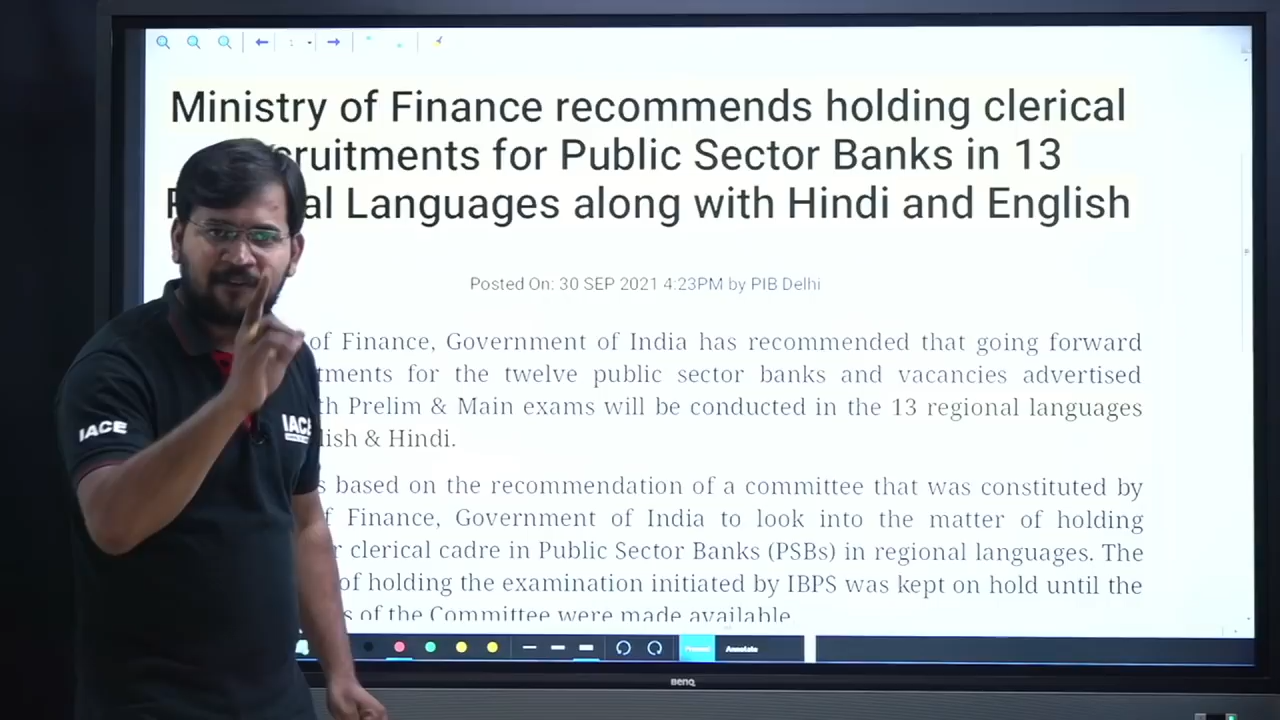 Ministry of Finance recommends holding clerical
cruitments for Public Sector Banks in 13
al Languages along with Hindi and English
Posted On: 30 SEP 2021 4:23PM by PIB Delhi
of Finance, Government of India has recommended that going forward
tments for the twelve public sector banks and vacancies advertised
th Prelim & Main exams will be conducted in the 13 regional languages
lish & Hindi.
s based on the recommendation of a committee that was constituted by
f Finance, Government of India to look into the matter of holding
r clerical cadre in Public Sector Banks (PSBs) in regional languages. The
of holding the examination initiated by IBPS was kept on hold until the
s of the Committee were made available
IACE
IACE
Annotate
BenQ